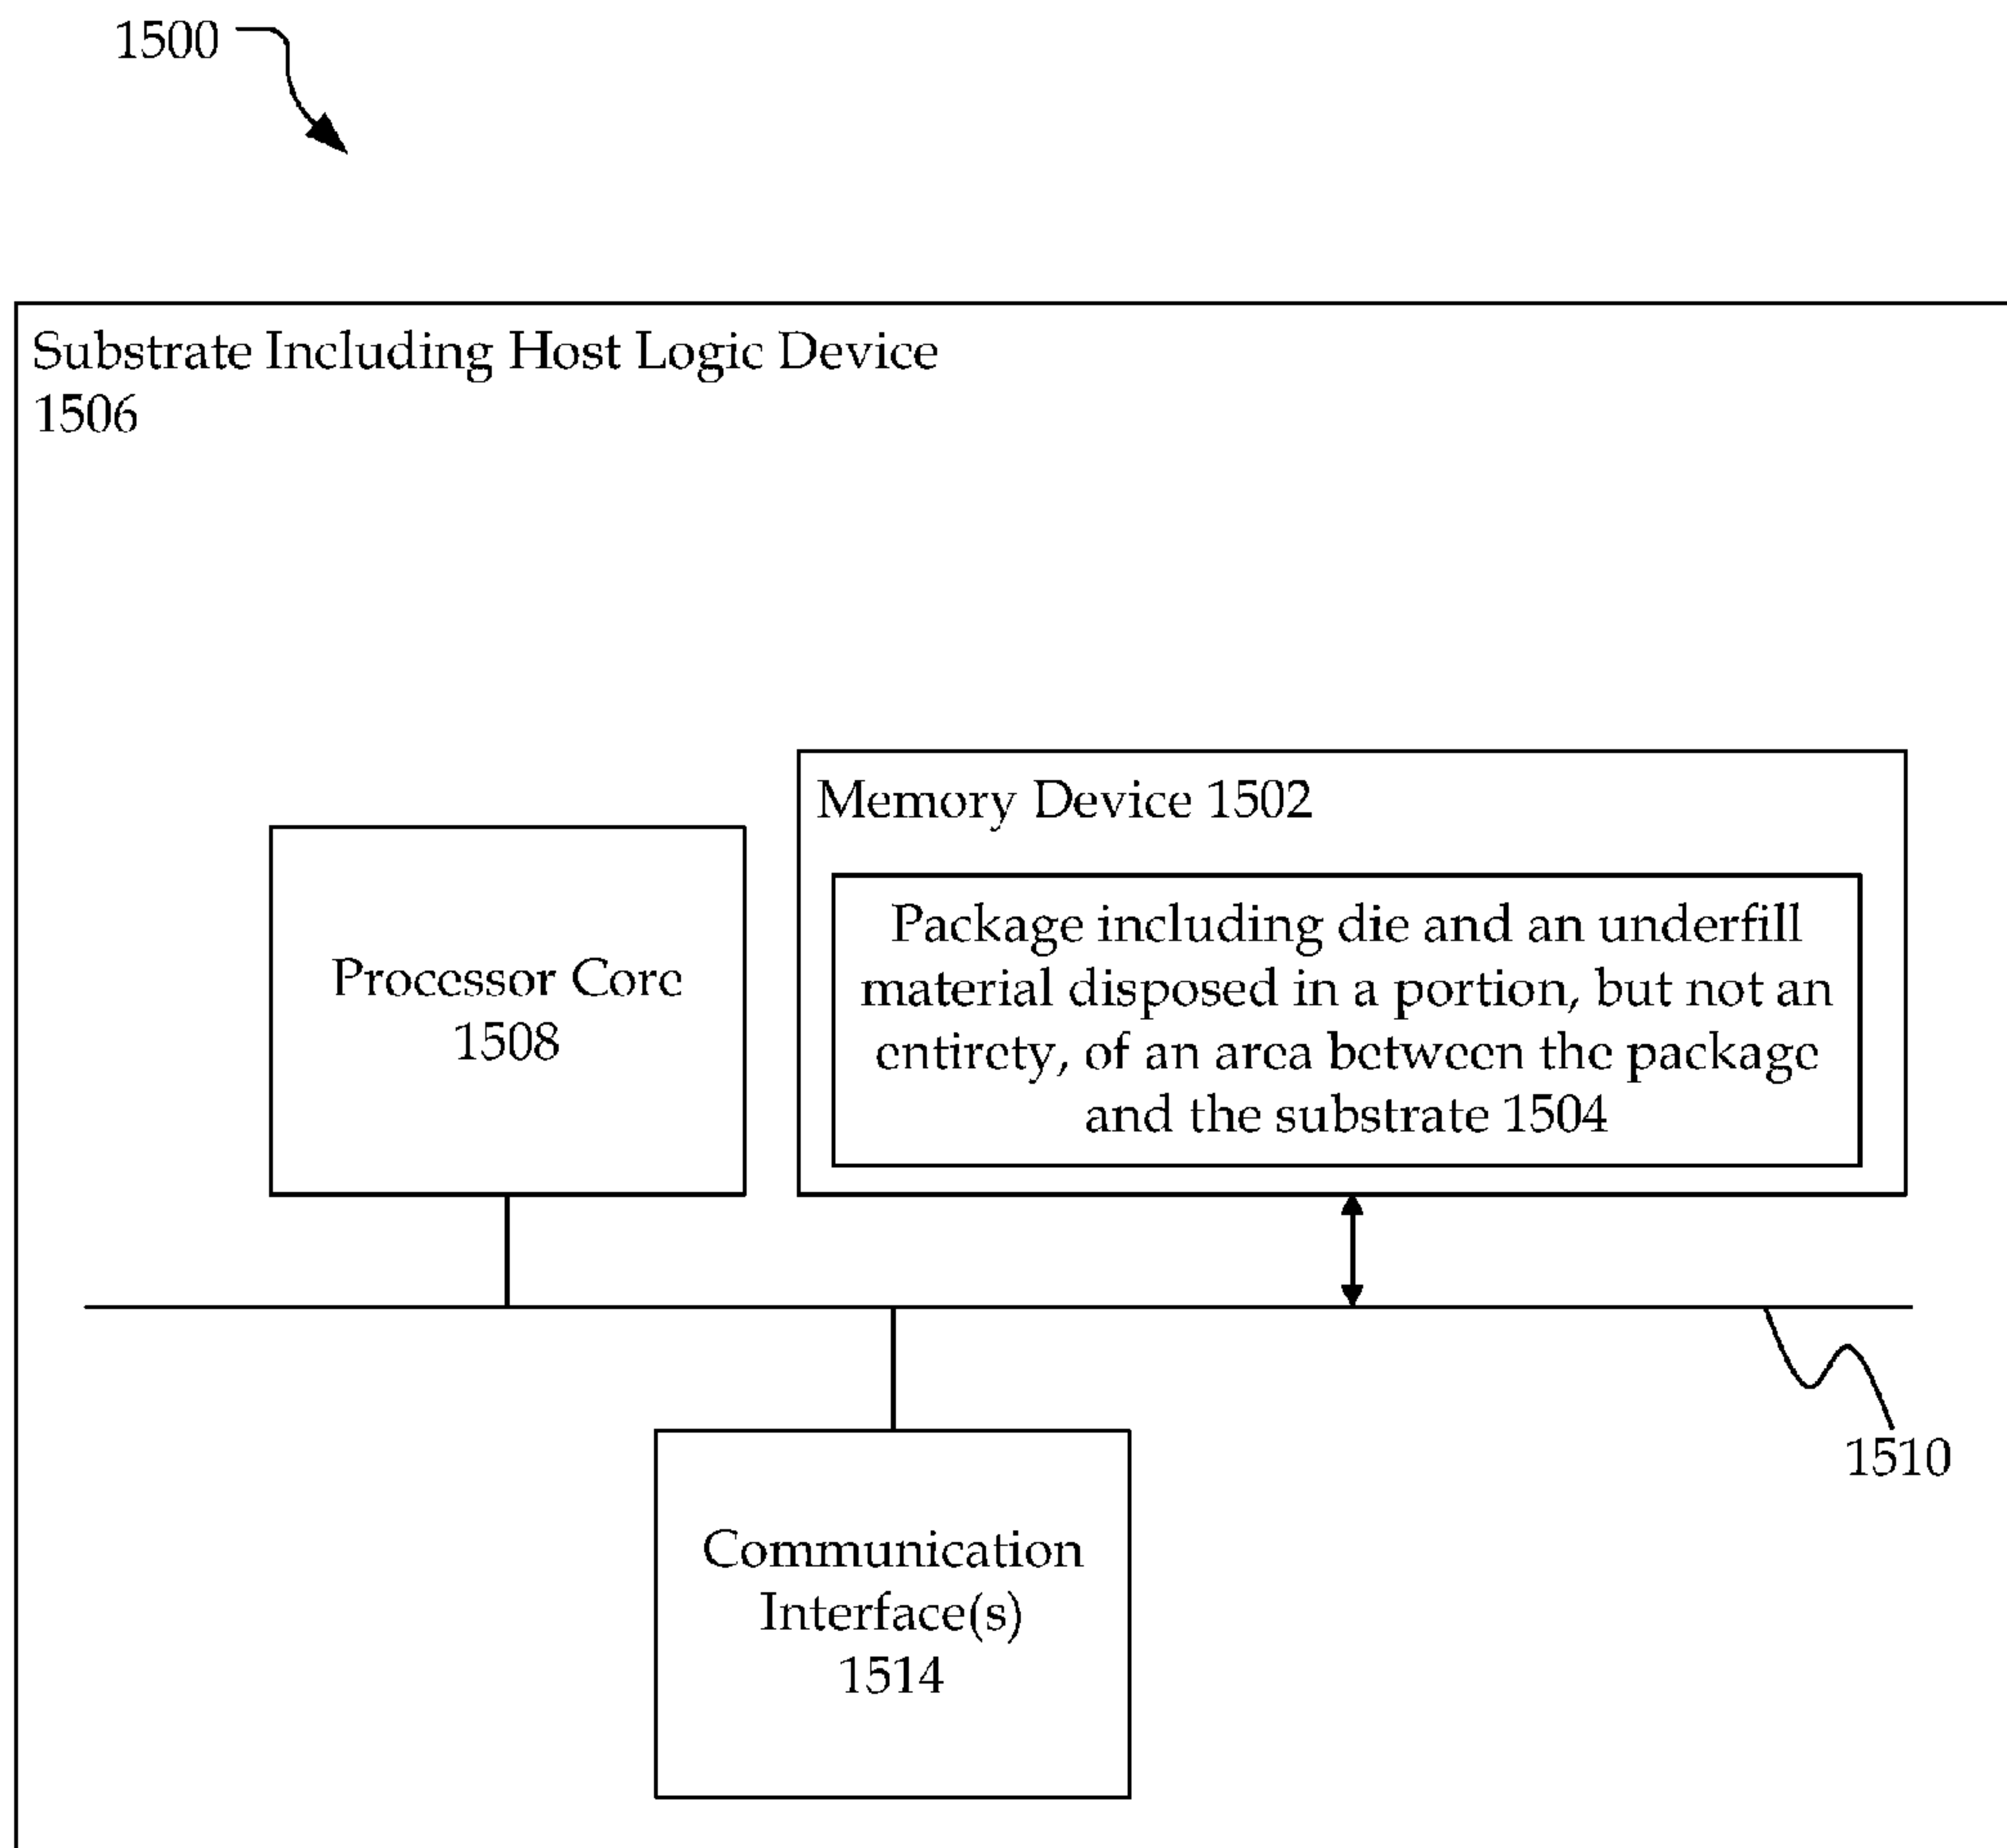 1500
Substrate Including Host Logic Device
1506
Memory Device 1502
Package including die and an underfill
material disposed in a portion, but not an
entirety, of an area between the package
and the substrate 1504
Processor Core
1508
1510
Communication
Interface(s)
1514